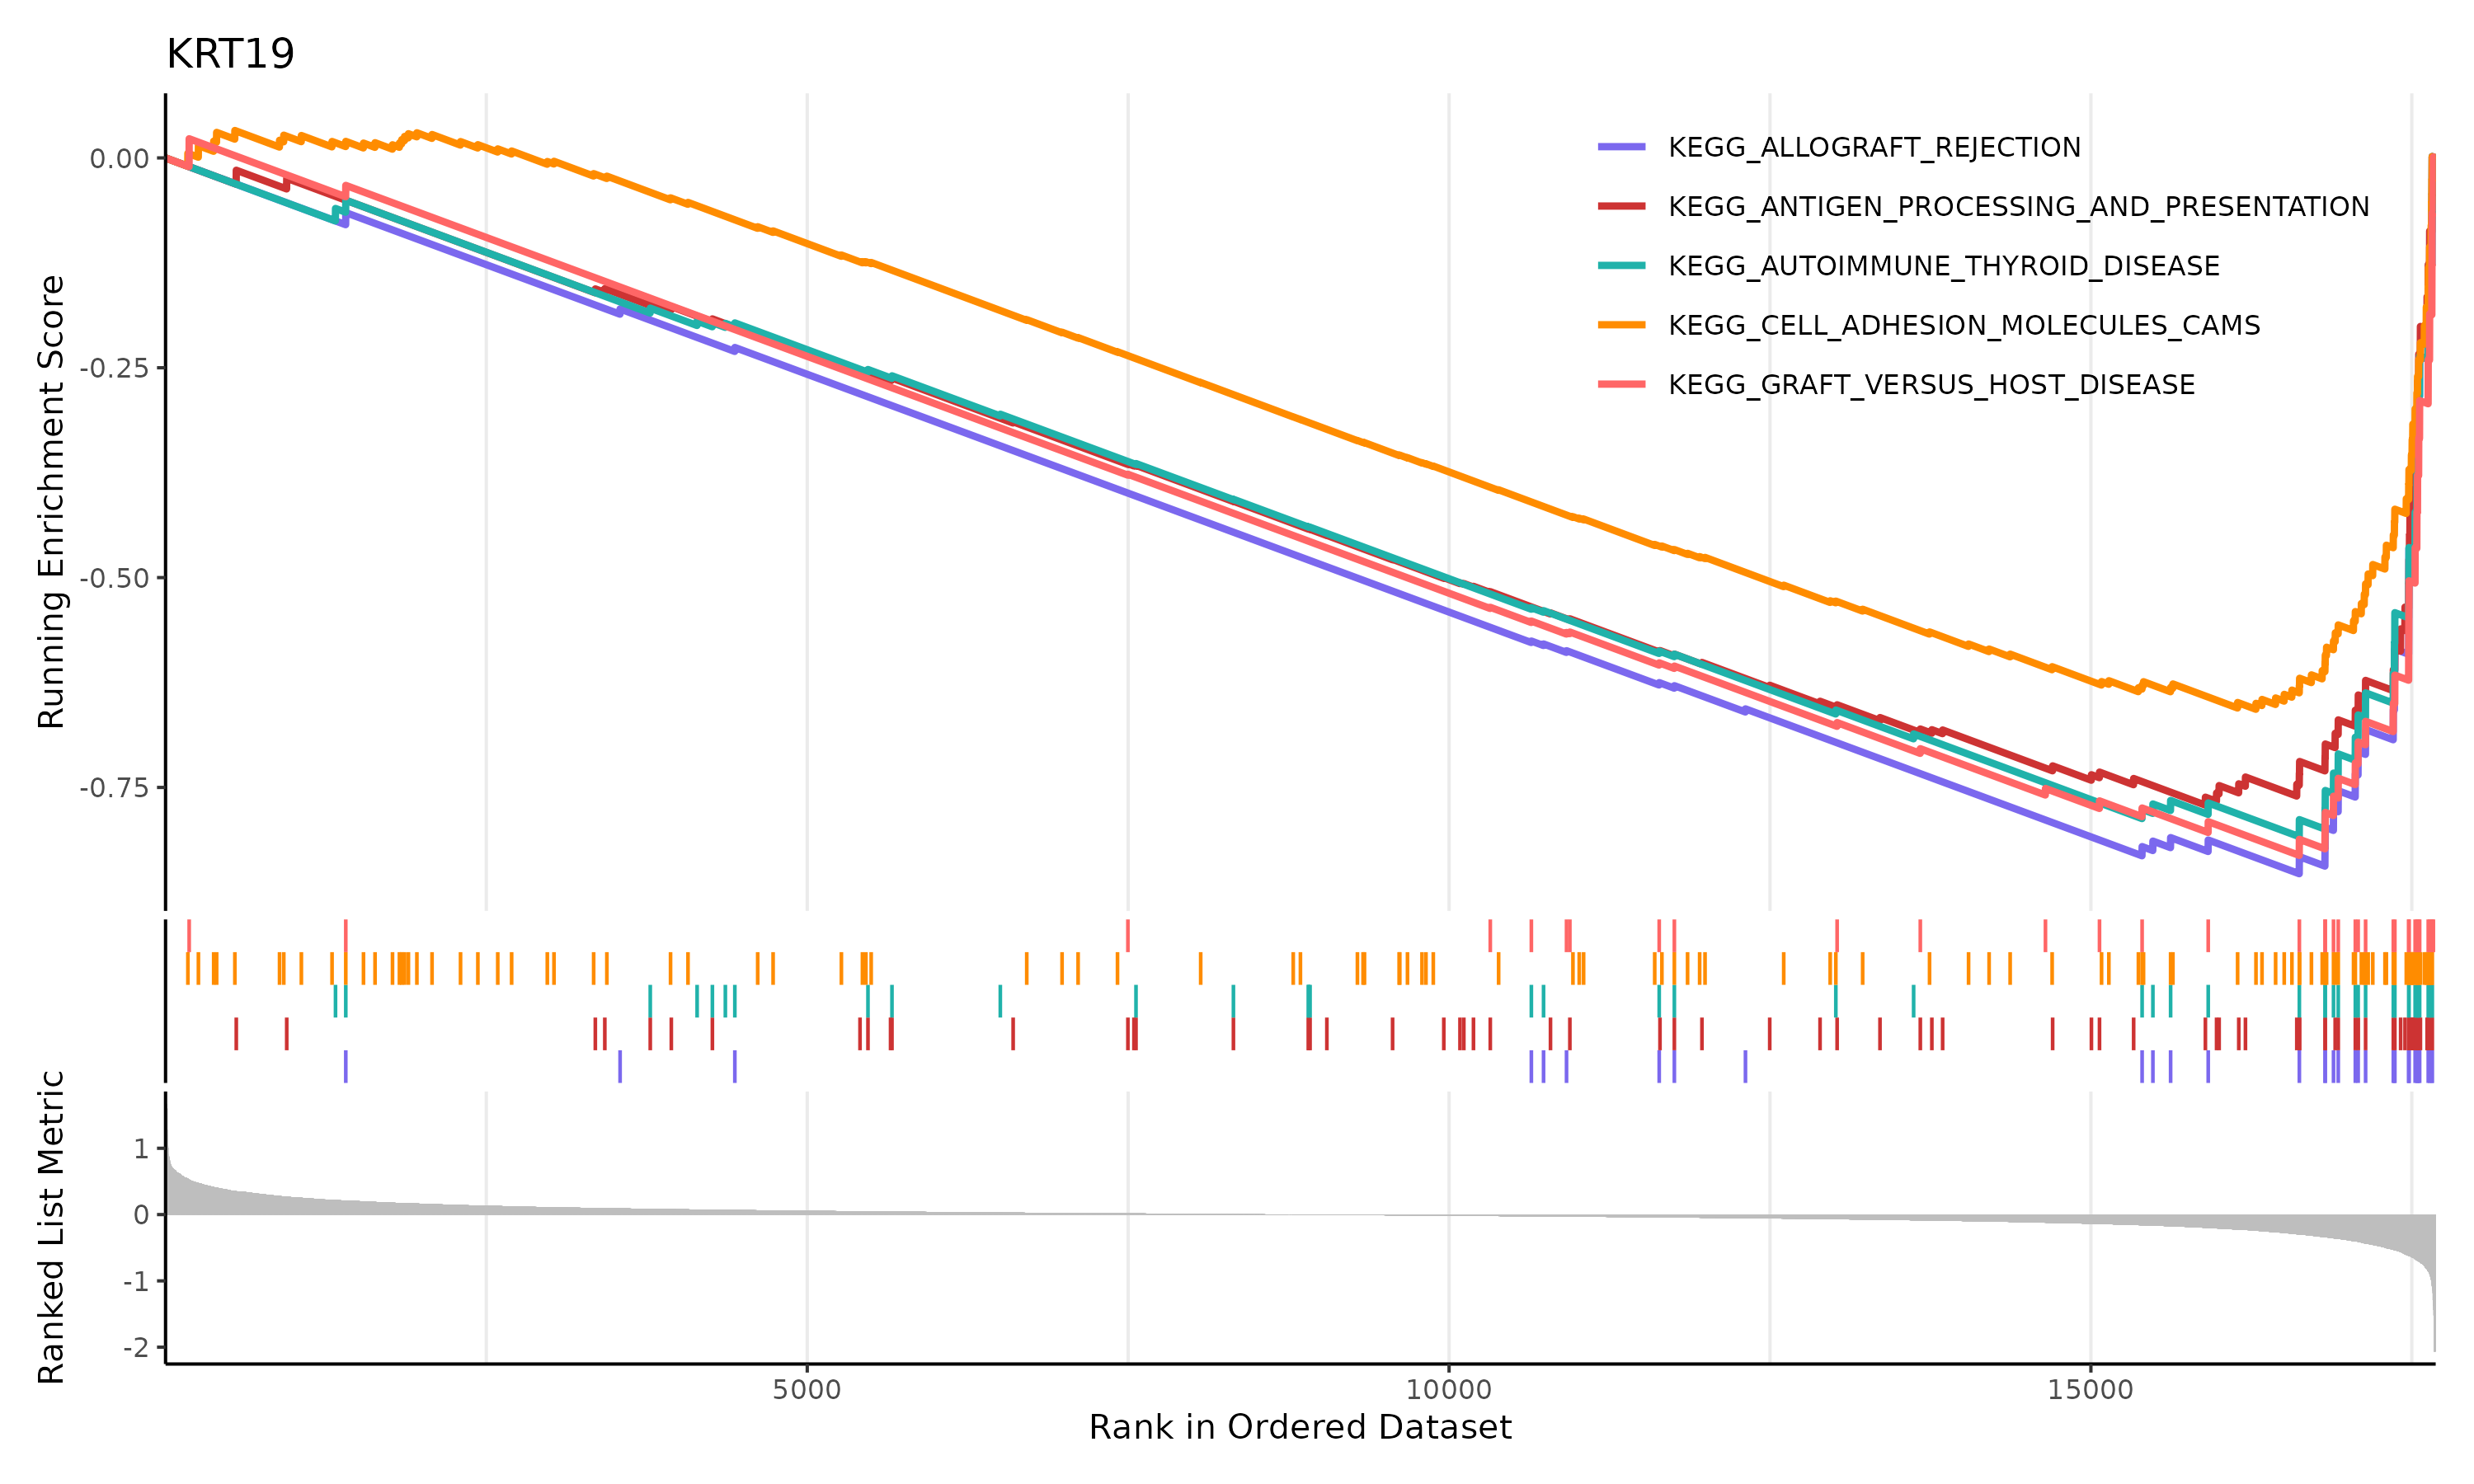 KRT19
Running Enrichment Score
0.00
-0.25
-0.50
-0.75
KEGG_ALLOGRAFT_REJECTION
KEGG_ANTIGEN_PROCESSING_AND_PRESENTATION
KEGG_AUTOIMMUNE_THYROID_DISEASE
KEGG_CELL_ADHESION_MOLECULES_CAMS
KEGG_GRAFT_VERSUS_HOST_DISEASE
Ranked List Metric
1
0
-1
-2
5000
10000
15000
Rank in Ordered Dataset